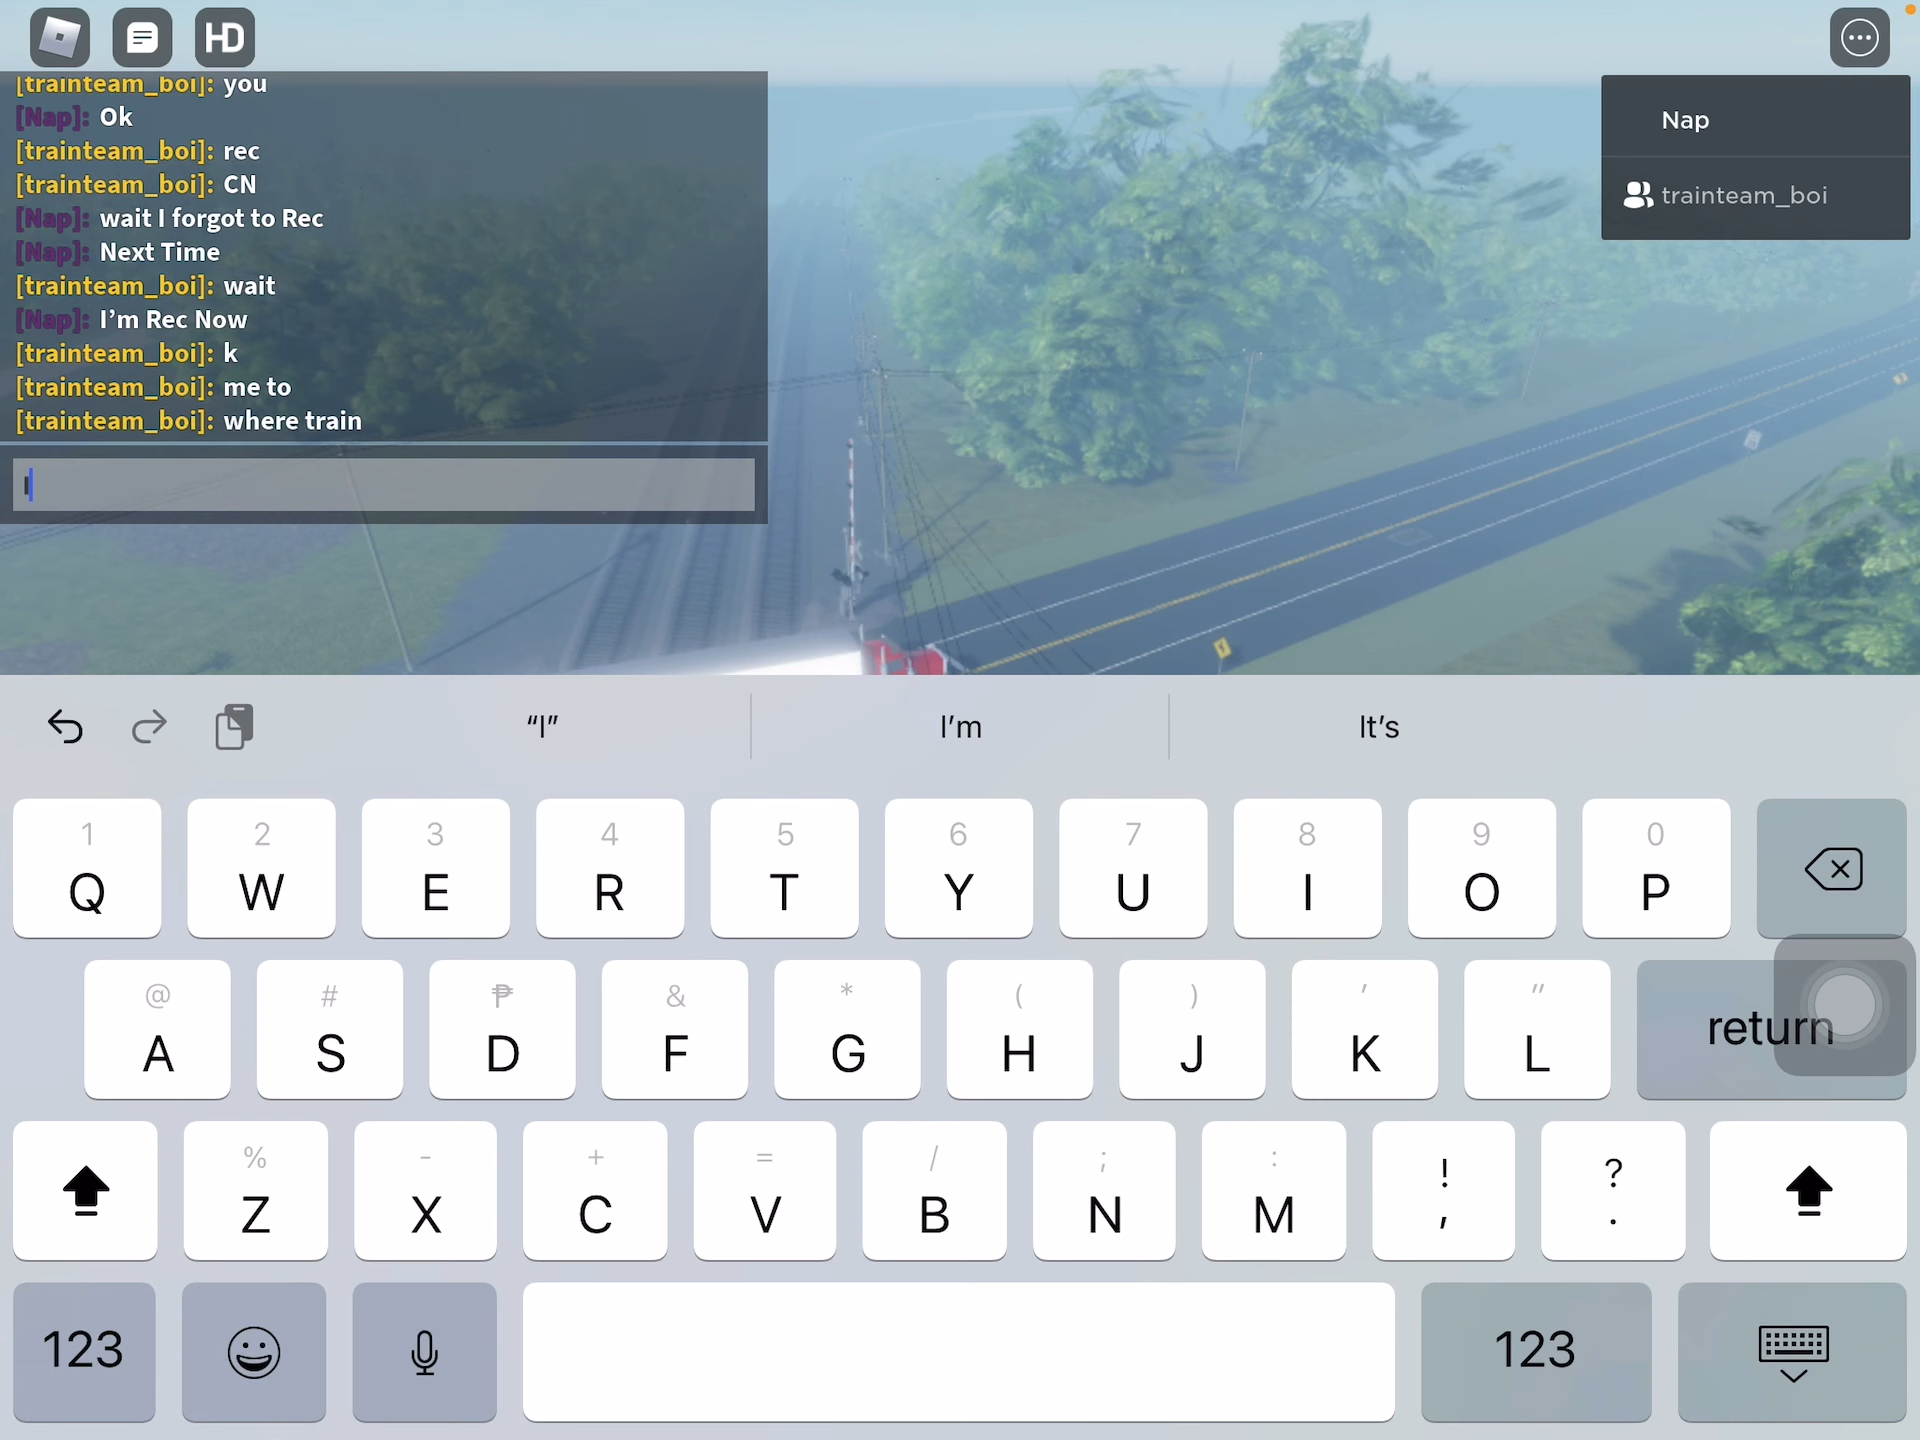 HD
[trainteam_boi]: you
[Nap]: Ok
[trainteam_boi]: rec
[trainteam_boi]: CN
[Nap]: wait I forgot to Rec
[Nap]: Next Time
[trainteam_boi]: wait
[Nap]: I’m Rec Now
[trainteam_boi]: k
[trainteam_boi]: me to
[trainteam_boi]: where train
I
Nap
trainteam_boi
“I” I’m It’s
1 2 3 4 5 6 7 8 9 0
Q W E R T Y U I O P
@ # ₱ & * ( ) ' "
A S D F G H J K L return
% - + = / ; : ! ?
Z X C V B N M , .
123 123